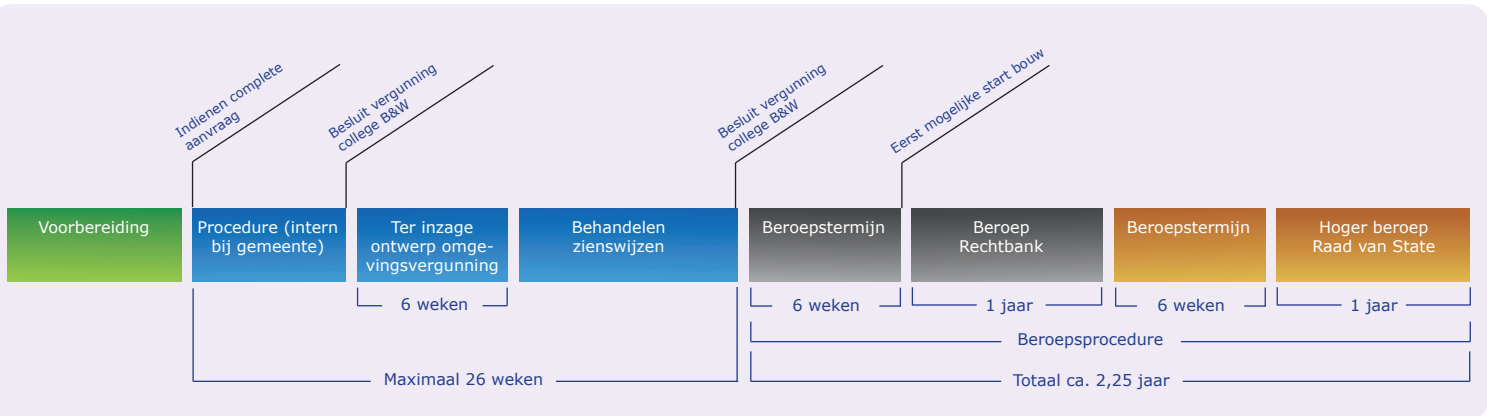 Indienen complete
aanvraag
Besluit vergunning
college B&W
Besluit vergunning
college B&W
Eerst mogelijke start bouw
Voorbereiding
Procedure (intern
bij gemeente)
Ter inzage
ontwerp omge-
vingsvergunning
Behandelen
zienswijzen
Beroepstermijn
Beroep
Rechtbank
Beroepstermijn
Hoger beroep
Raad van State
6 weken
6 weken
1 jaar
6 weken
1 jaar
Beroepsprocedure
Maximaal 26 weken
Totaal ca. 2,25 jaar